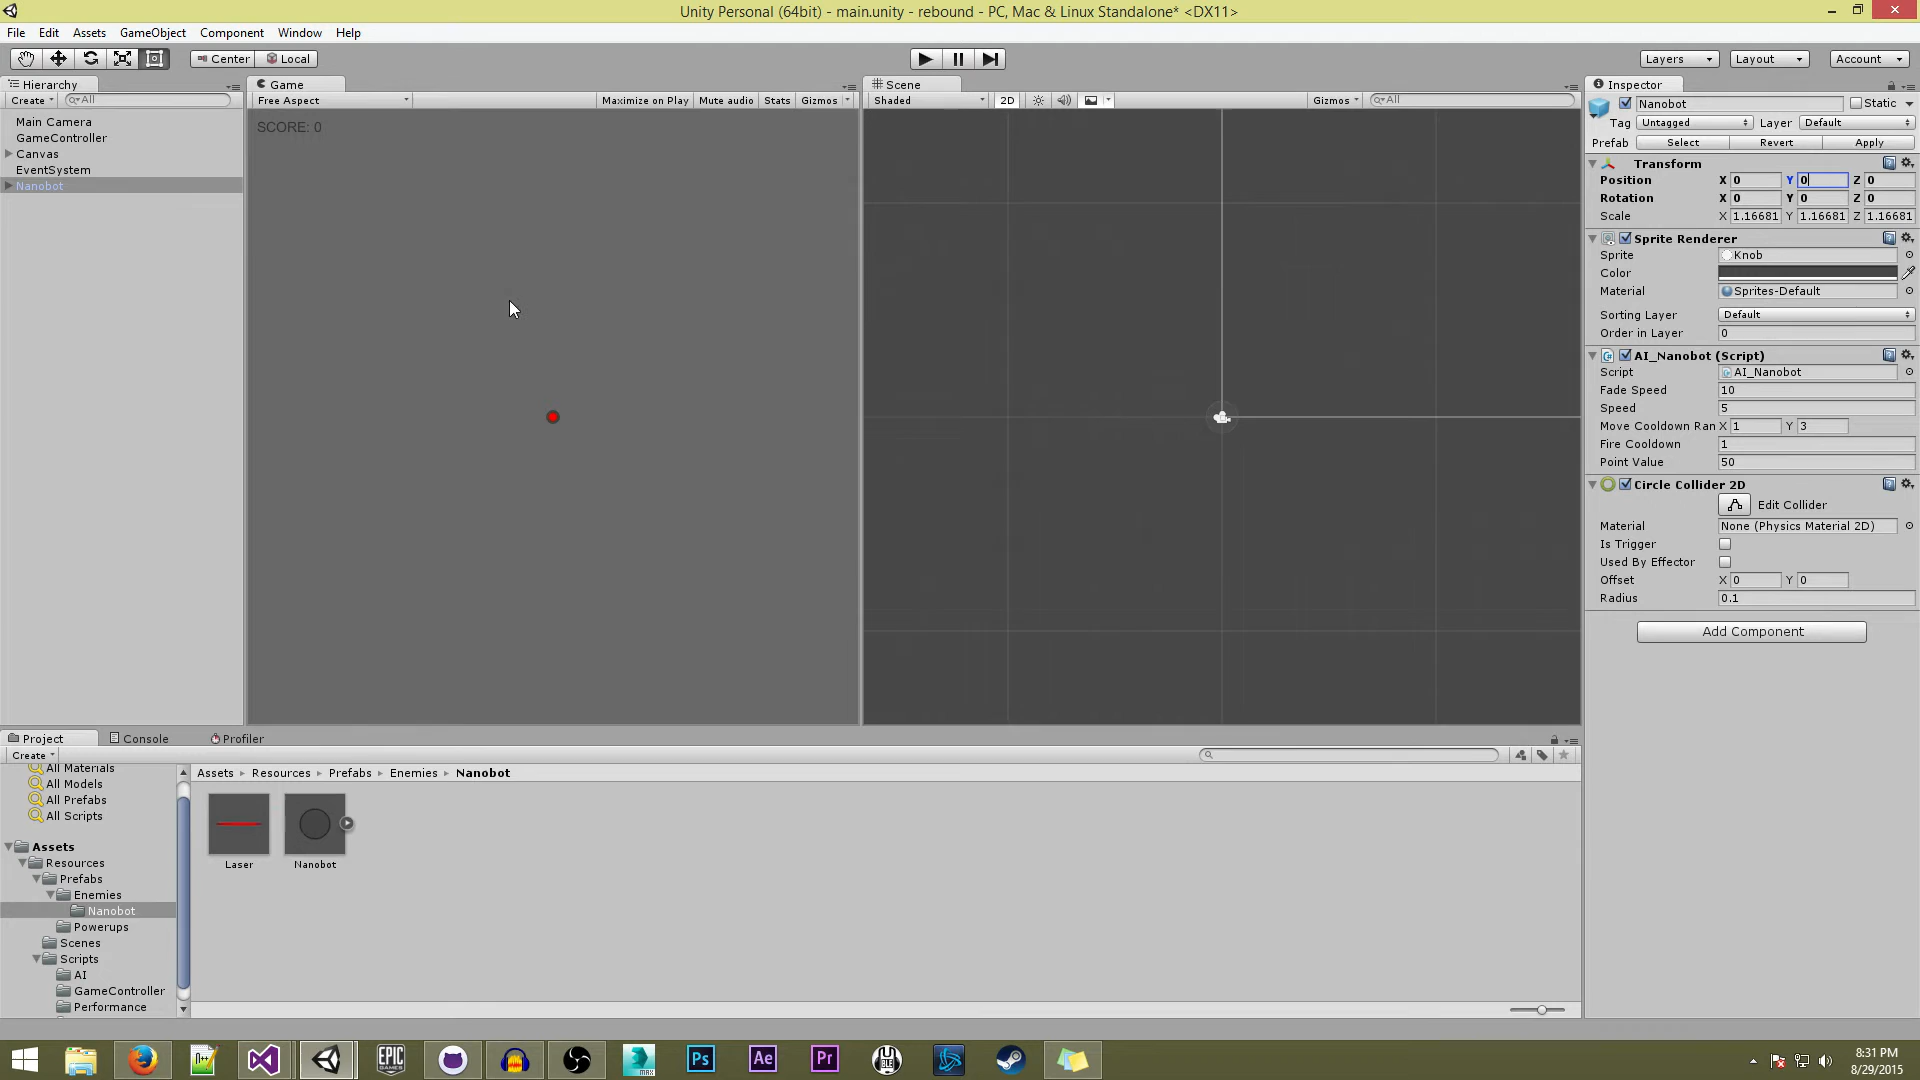 Unity Personal (64bit) - main.unity - rebound - PC, Mac & Linux Standalone* <DX11>
File Edit Assets GameObject Component Window Help
Center Local Layers Layout Account
Hierarchy
Create All
Main Camera
GameController
Canvas
EventSystem
Nanobot
Game
Free Aspect Maximize on Play Mute audio Stats Gizmos
SCORE: 0
Scene
Shaded 2D Gizmos All
Inspector
Nanobot Static
Tag Untagged Layer Default
Prefab Select Revert Apply
Transform
Position X 0 Y 0 Z 0
Rotation X 0 Y 0 Z 0
Scale X 1.16681 Y 1.16681 Z 1.16681
Sprite Renderer
Sprite Knob
Color
Material Sprites-Default
Sorting Layer Default
Order in Layer 0
AI_Nanobot (Script)
Script AI_Nanobot
Fade Speed 10
Speed 5
Move Cooldown Ran X 1 Y 3
Fire Cooldown 1
Point Value 50
Circle Collider 2D
Edit Collider
Material None (Physics Material 2D)
Is Trigger
Used By Effector
Offset X 0 Y 0
Radius 0.1
Add Component
Project Console Profiler
Create
All Materials
All Models
All Prefabs
All Scripts
Assets
Resources
Prefabs
Enemies
Nanobot
Powerups
Scenes
Scripts
AI
GameController
Performance
Assets Resources Prefabs Enemies Nanobot
Laser Nanobot
EPIC GAMES MAX Ps Ae Pr
8:31 PM
8/29/2015